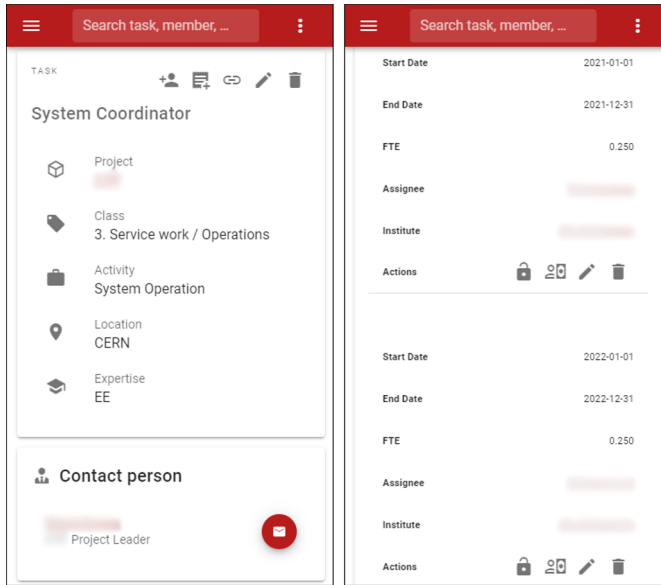 Search task, member, ...
TASK
System Coordinator
Project
Class
3. Service work / Operations
Activity
System Operation
Location
CERN
Expertise
EE
Contact person
Project Leader
Search task, member, ...
Start Date 2021-01-01
End Date 2021-12-31
FTE 0.250
Assignee
Institute
Actions
Start Date 2022-01-01
End Date 2022-12-31
FTE 0.250
Assignee
Institute
Actions